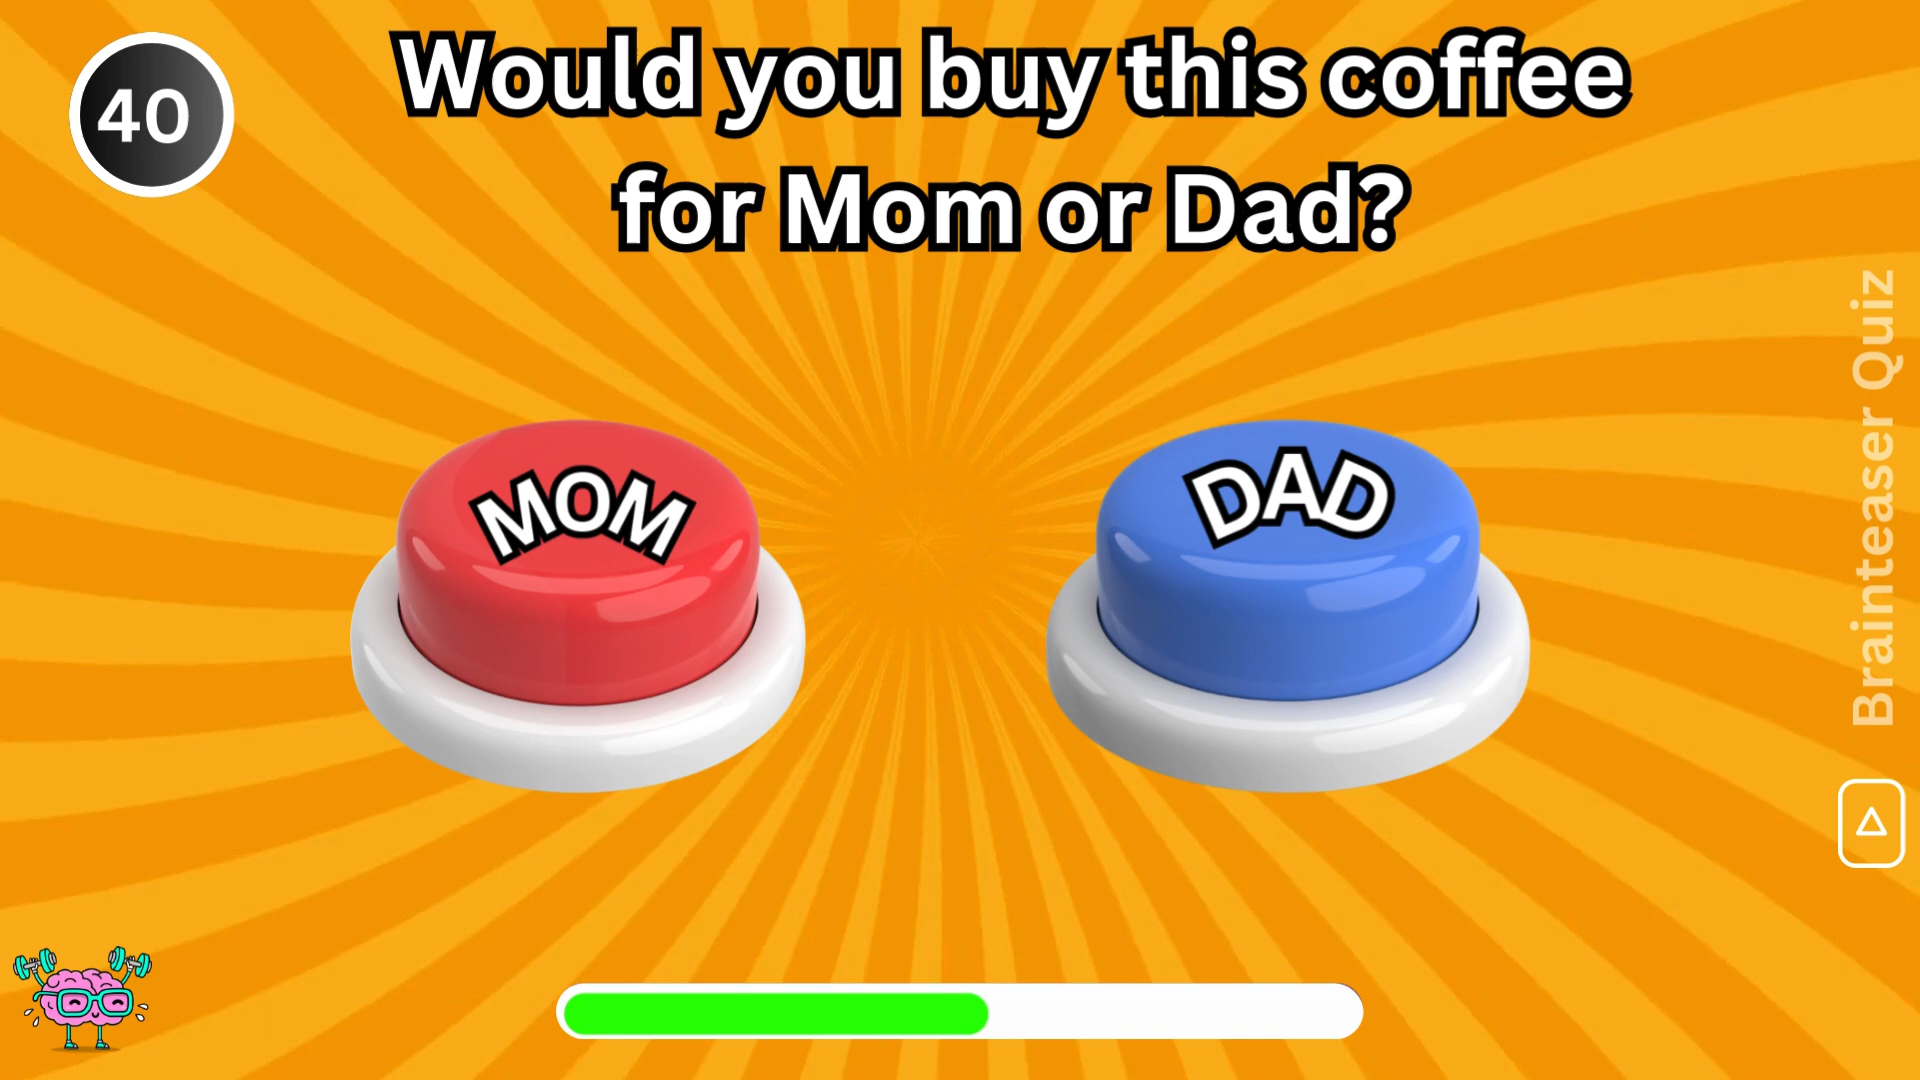 40
Would you buy this coffee
for Mom or Dad?
MOM
DAD
Brainteaser Quiz